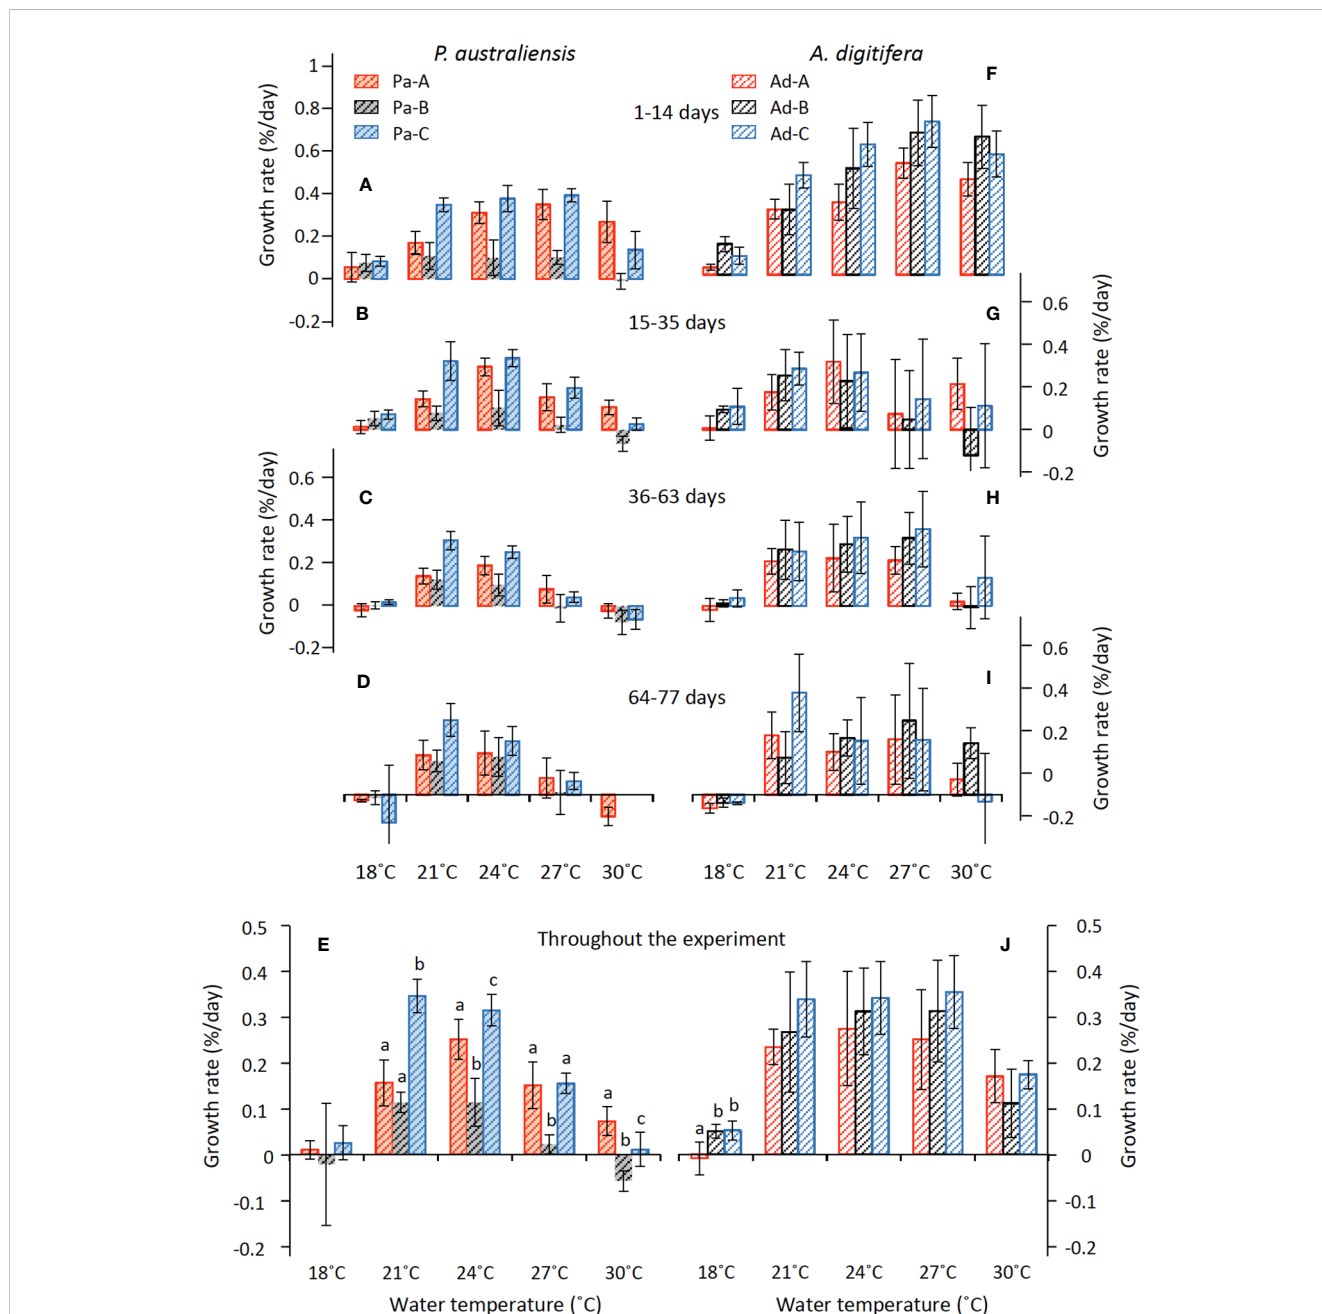 P. australiensis
A. digitifera
Pa-A
Pa-B
Pa-C
Ad-A
Ad-B
Ad-C
1-14 days
A
F
1
0.8
0.6
0.4
0.2
0
-0.2
Growth rate (%/day)
15-35 days
B
G
0.6
0.4
0.2
0
-0.2
Growth rate (%/day)
36-63 days
C
H
0.6
0.4
0.2
0
-0.2
Growth rate (%/day)
64-77 days
D
I
0.6
0.4
0.2
0
-0.2
Growth rate (%/day)
18˚C 21˚C 24˚C 27˚C 30˚C
18˚C 21˚C 24˚C 27˚C 30˚C
Throughout the experiment
E
J
0.5
0.4
0.3
0.2
0.1
0
-0.1
-0.2
Growth rate (%/day)
a a b
a b c
a b a
a b c
a b b
0.5
0.4
0.3
0.2
0.1
0
-0.1
-0.2
Growth rate (%/day)
18˚C 21˚C 24˚C 27˚C 30˚C
18˚C 21˚C 24˚C 27˚C 30˚C
Water temperature (˚C)
Water temperature (˚C)